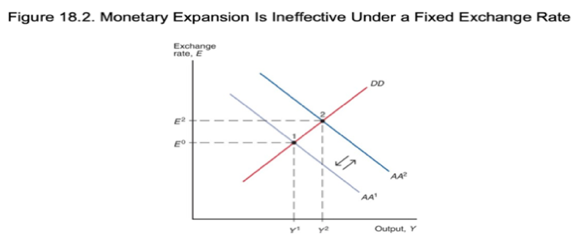 Figure 18.2. Monetary Expansion Is Ineffective Under a Fixed Exchange Rate
Exchange
rate, E
DD
2
E²
1
E⁰
AA²
AA¹
Y¹ Y² Output, Y